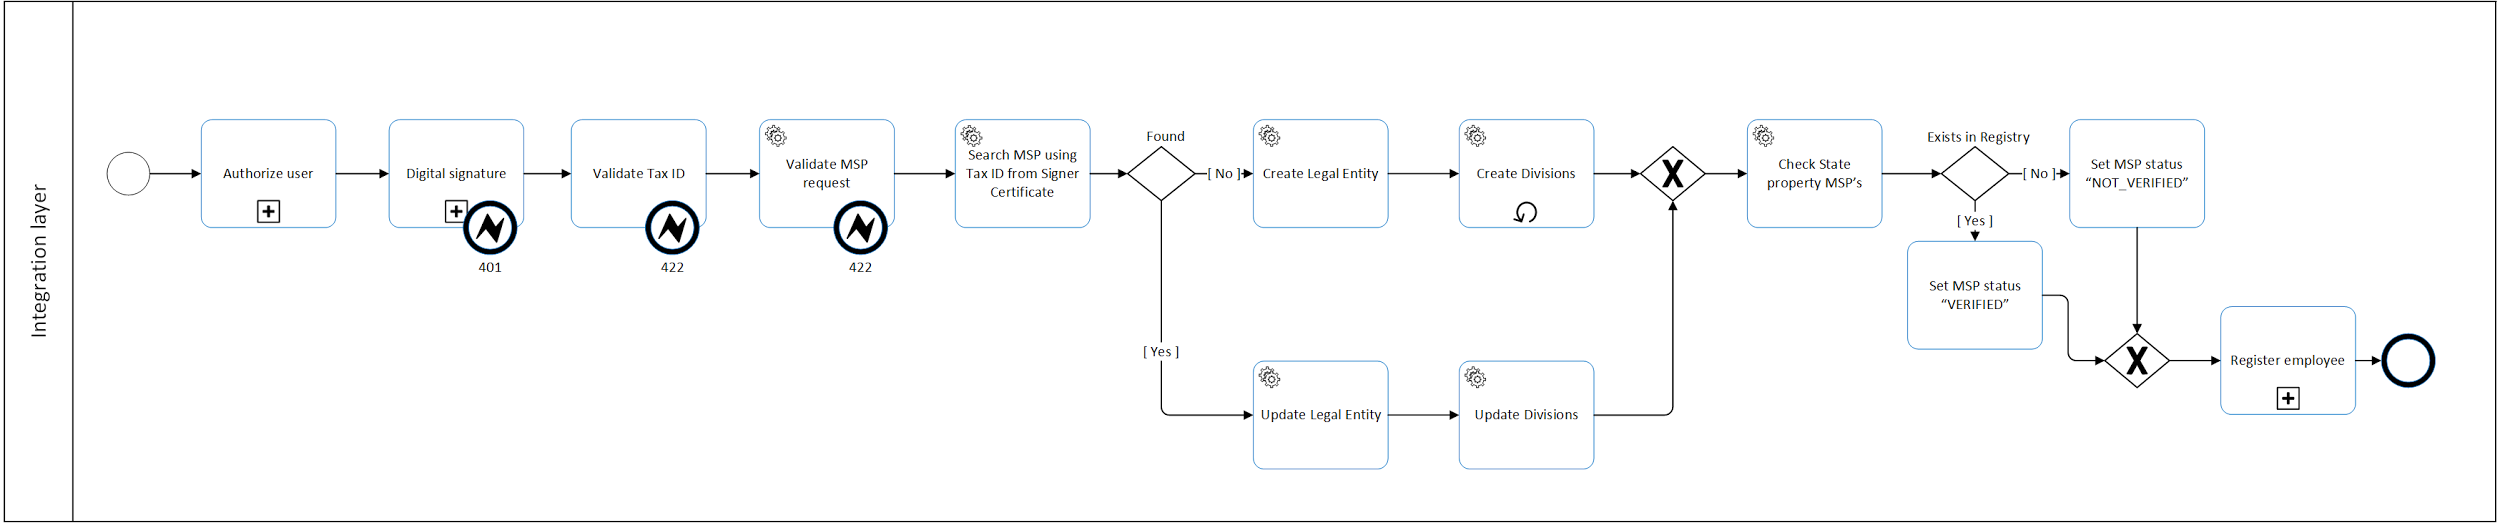 Integration layer
Authorize user
Digital signature
401
Validate Tax ID
422
Validate MSP
request
422
Search MSP using
Tax ID from Signer
Certificate
Found
[ No ]
[ Yes ]
Create Legal Entity
Create Divisions
Update Legal Entity
Update Divisions
X
Check State
property MSP's
Exists in Registry
[ No ]
[ Yes ]
Set MSP status
“NOT_VERIFIED”
Set MSP status
“VERIFIED”
X
Register employee